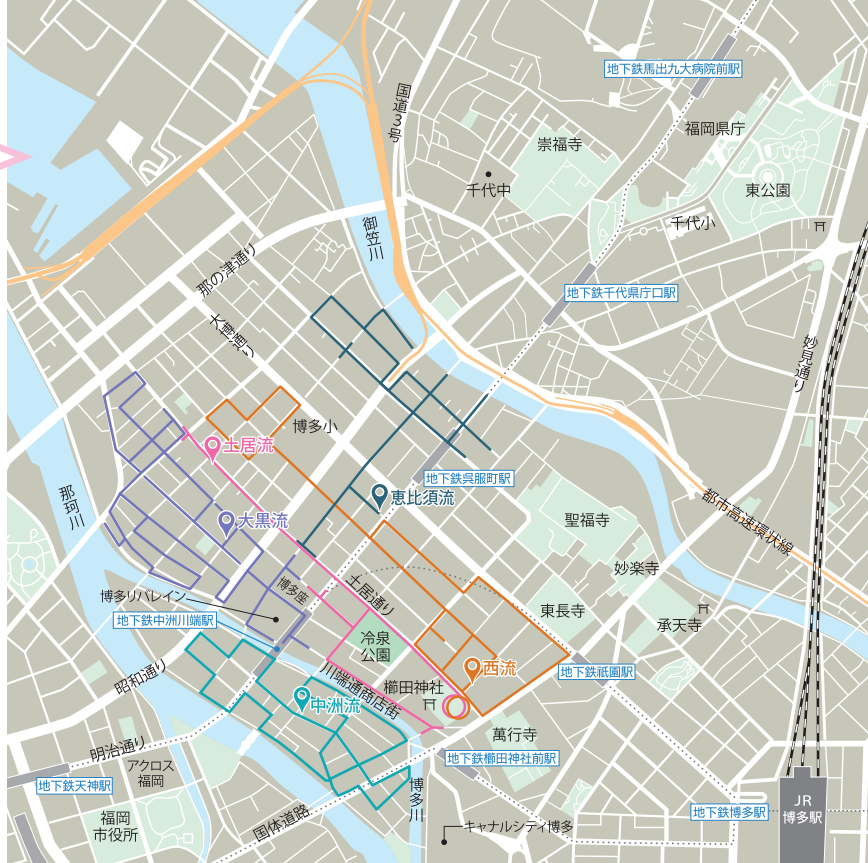 地下鉄馬出九大病院前駅
国道3号
福岡県庁
崇福寺
千代中
東公園
千代小
御笠川
那の津通り
地下鉄千代県庁口駅
大博通り
妙見通り
博多小
土居流
地下鉄呉服町駅
恵比須流
那珂川
大黒流
都市高速環状線
聖福寺
妙楽寺
博多座
博多リバレイン
土居通り
東長寺
承天寺
地下鉄中洲川端駅
冷泉
公園
昭和通り
川端通商店街
西流
地下鉄祇園駅
櫛田神社
中洲流
萬行寺
明治通り
地下鉄櫛田神社前駅
アクロス
福岡
地下鉄天神駅
博多川
JR
博多駅
地下鉄博多駅
福岡
市役所
国体道路
キャナルシティ博多